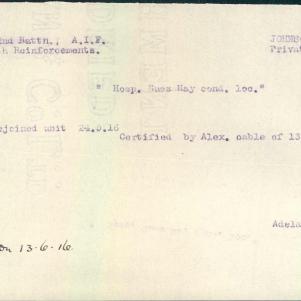 2nd Battn., A.I.F. JOHNSO
th Reinforcements. Privat
" Hosp. Suez May cond. loc."
ejoined unit 24.5.16
Certified by Alex. cable of 13
Adela
on 13-6-16.